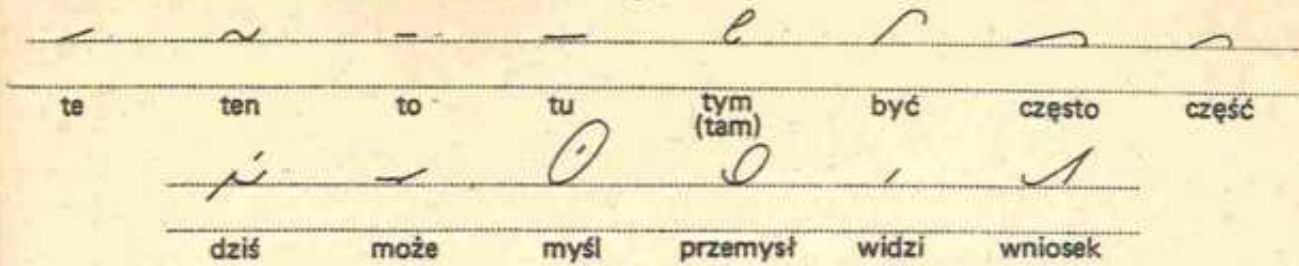 te ten to tu tym (tam) być często część
dziś może myśl przemysł widzi wniosek